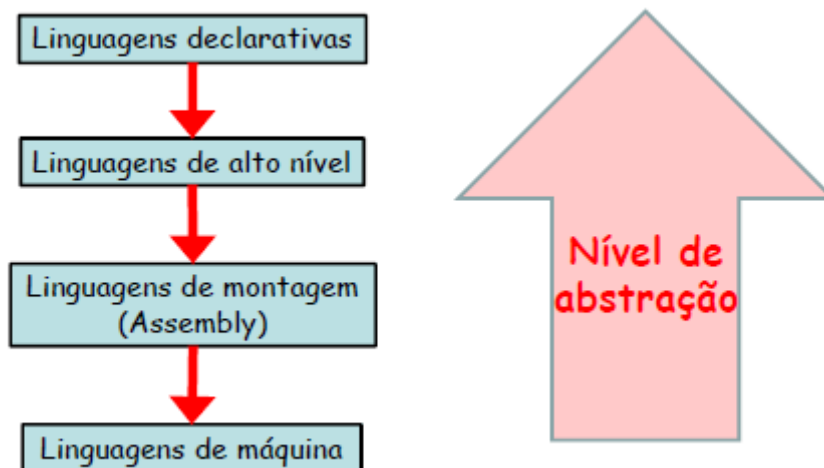 Linguagens declarativas
Linguagens de alto nível
Linguagens de montagem
(Assembly)
Linguagens de máquina
Nível de
abstração